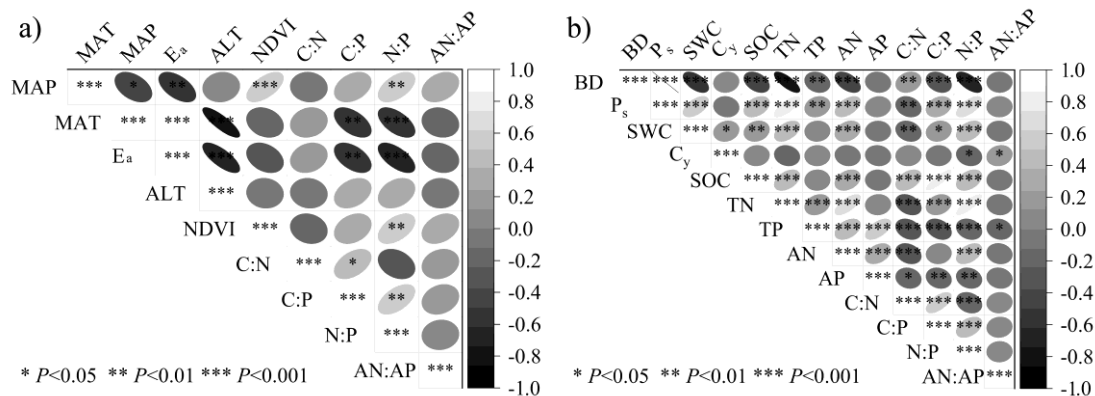 a)
MAT MAP Ea ALT NDVI C:N C:P N:P AN:AP
MAP *** * ** *** **
MAT *** *** *** ** ***
Ea *** *** ** ***
ALT ***
NDVI *** **
C:N *** *
C:P *** **
N:P ***
AN:AP ***
* P<0.05 ** P<0.01 *** P<0.001
1.0
0.8
0.6
0.4
0.2
0.0
-0.2
-0.4
-0.6
-0.8
-1.0
b)
BD Ps SWC Cy SOC TN TP AN AP C:N C:P N:P AN:AP
BD *** *** *** *** *** ** *** ** *** ***
Ps *** *** *** *** ** *** *** *** ***
SWC *** * ** *** *** ** * ***
Cy *** * *
SOC *** *** *** *** *** ***
TN *** *** *** *** *** ***
TP *** *** *** *** *** *** *
AN *** *** *** ***
AP *** * ** **
C:N *** *** ***
C:P *** ***
N:P ***
AN:AP ***
* P<0.05 ** P<0.01 *** P<0.001
1.0
0.8
0.6
0.4
0.2
0.0
-0.2
-0.4
-0.6
-0.8
-1.0